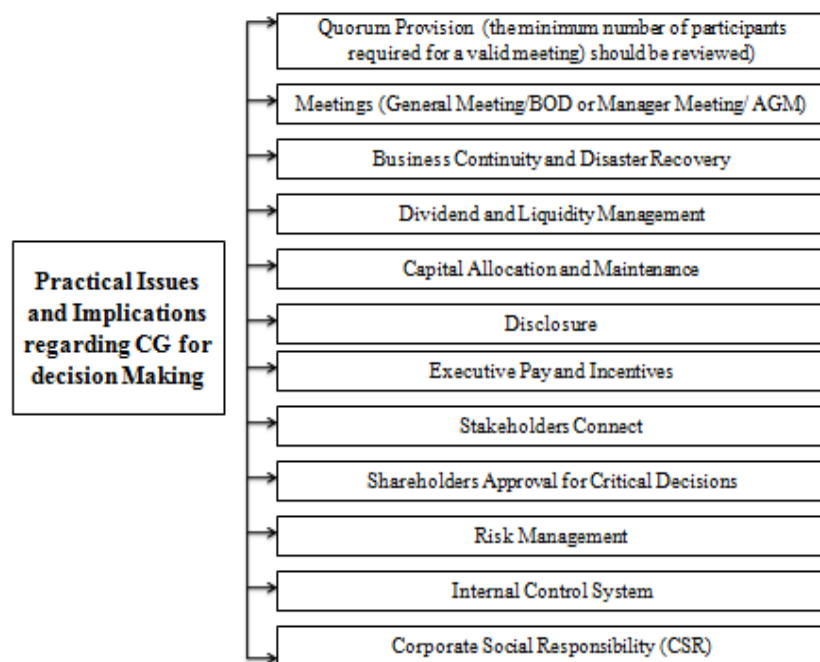 Quorum Provision (the minimum number of participants
required for a valid meeting) should be reviewed)
Meetings (General Meeting/BOD or Manager Meeting/ AGM)
Business Continuity and Disaster Recovery
Dividend and Liquidity Management
Capital Allocation and Maintenance
Practical Issues
and Implications
regarding CG for
decision Making
Disclosure
Executive Pay and Incentives
Stakeholders Connect
Shareholders Approval for Critical Decisions
Risk Management
Internal Control System
Corporate Social Responsibility (CSR)